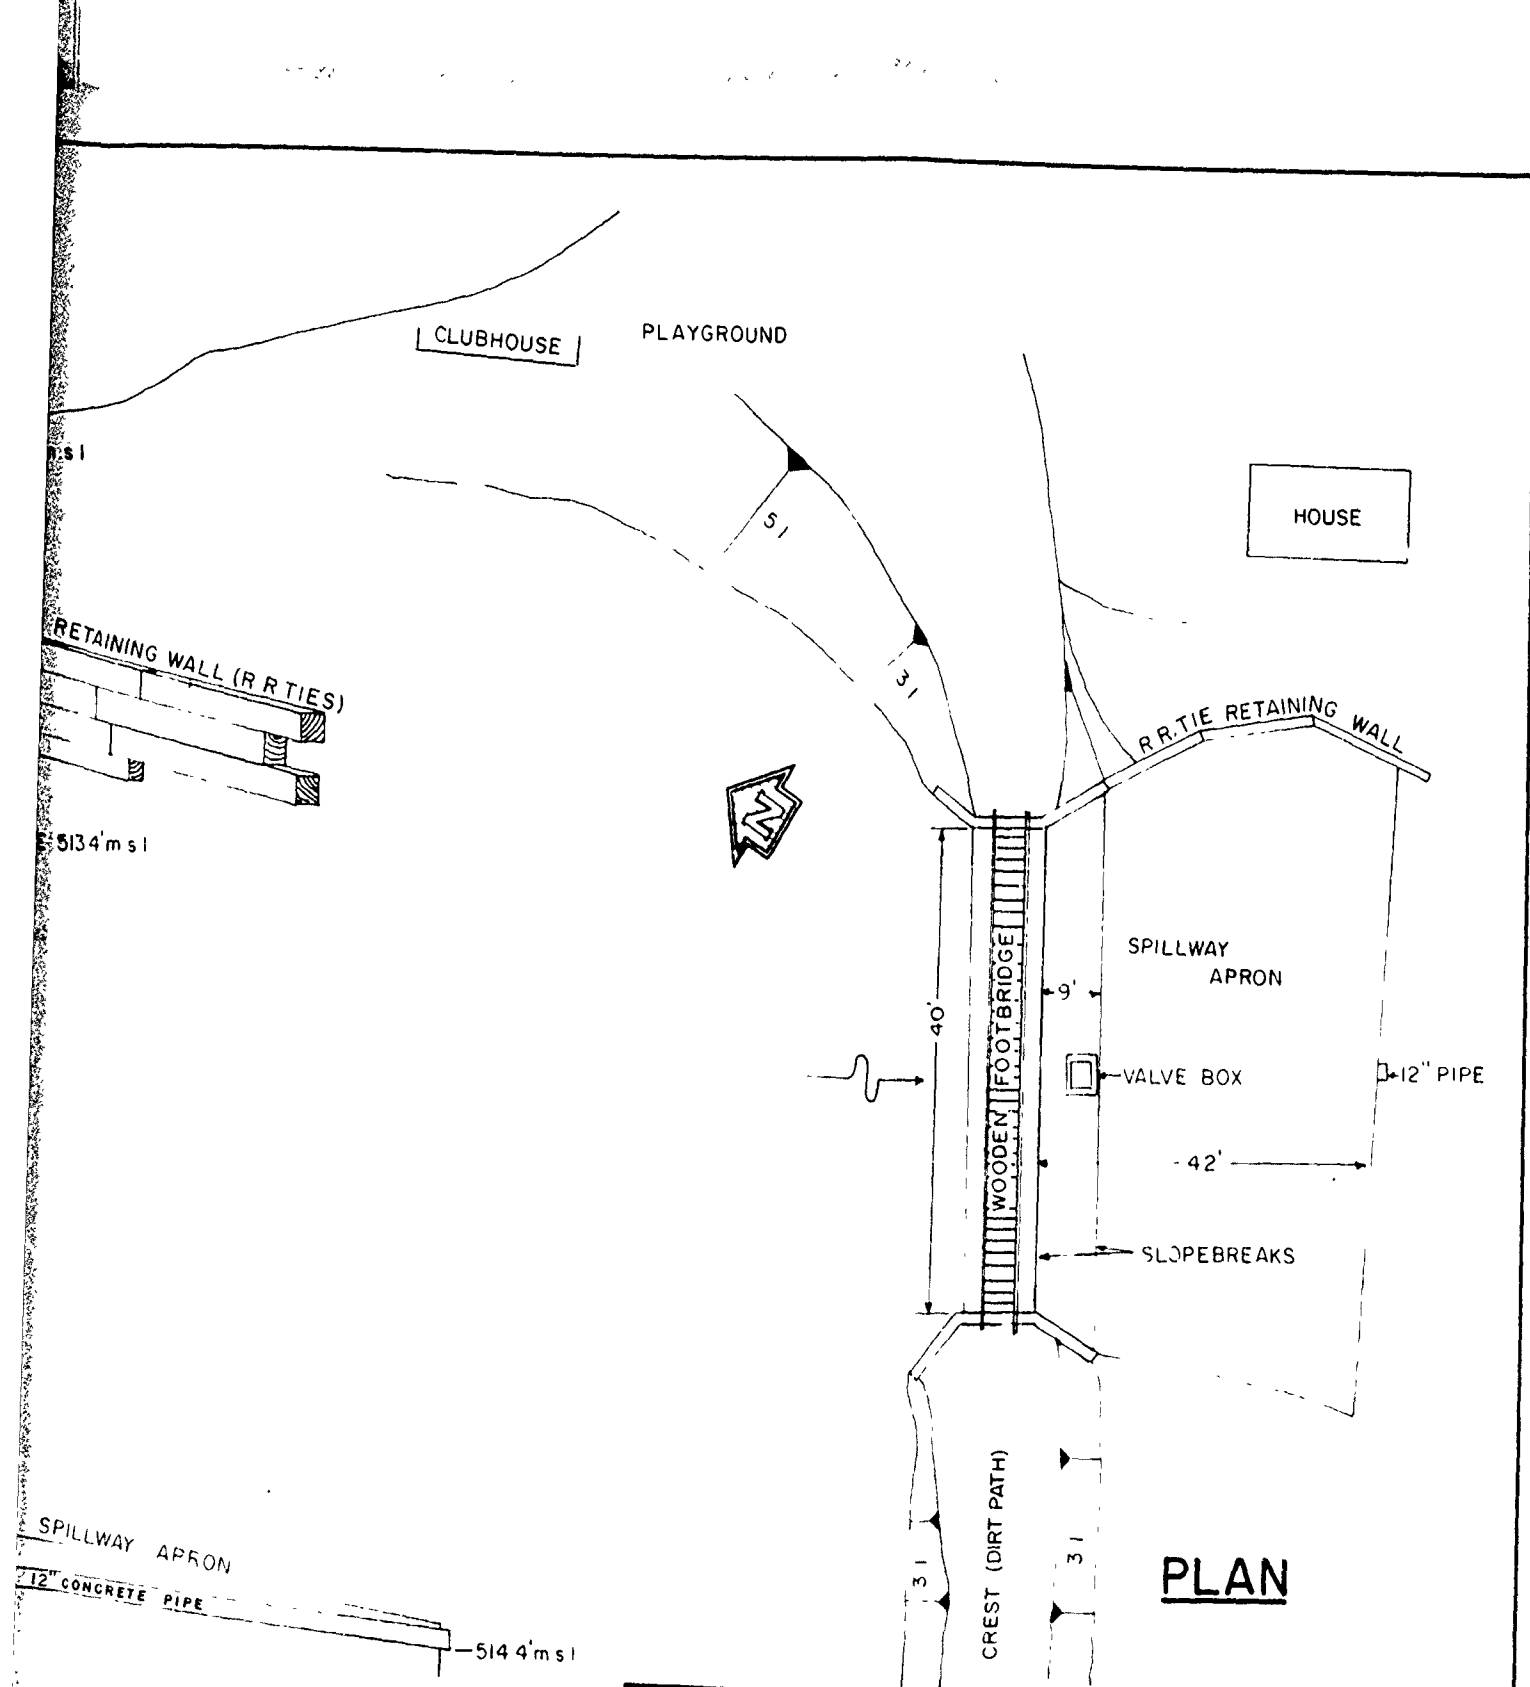 CLUBHOUSE
PLAYGROUND
m.s l
5 1
HOUSE
RETAINING WALL (R R TIES)
3 1
R R. TIE RETAINING WALL
N
5134'm s l
SPILLWAY
APRON
9'
40'
WOODEN FOOTBRIDGE
VALVE BOX
12" PIPE
42'
SLOPEBREAKS
CREST (DIRT PATH)
3 1
3 1
SPILLWAY APRON
12" CONCRETE PIPE
514 4'm s l
PLAN